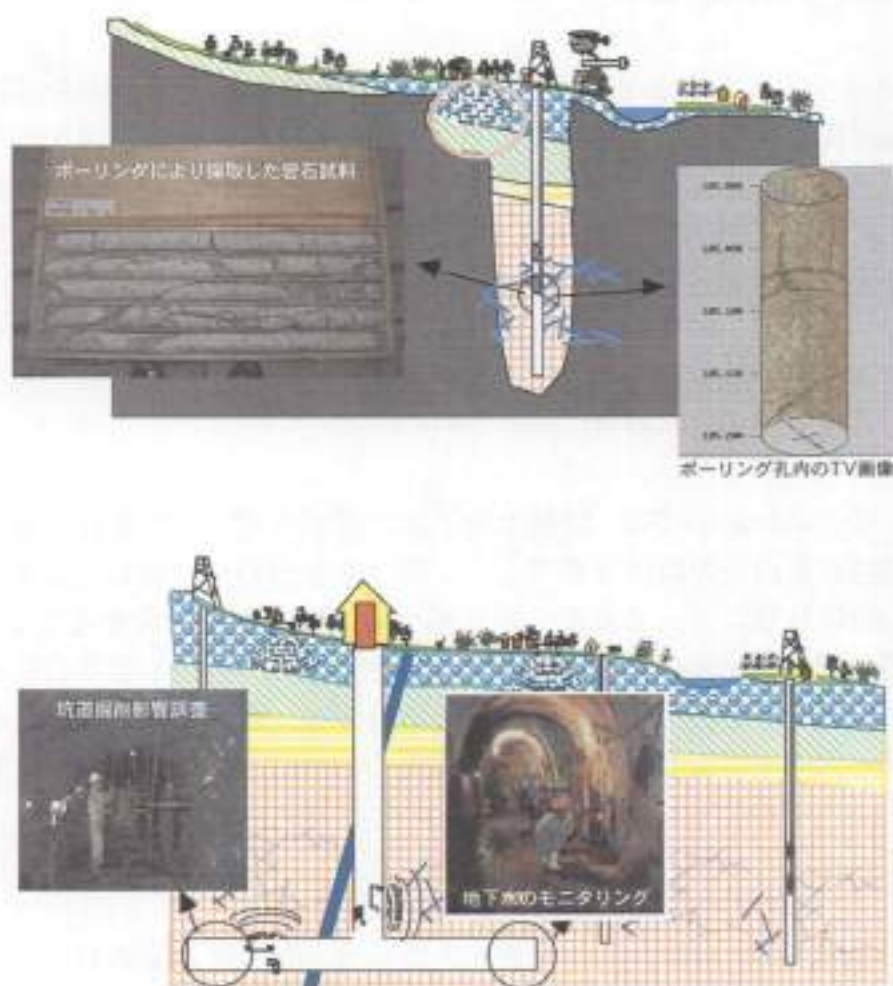 ボーリングにより採取した岩石試料
ボーリング孔内のTV画像
坑道掘削影響調査
地下水のモニタリング